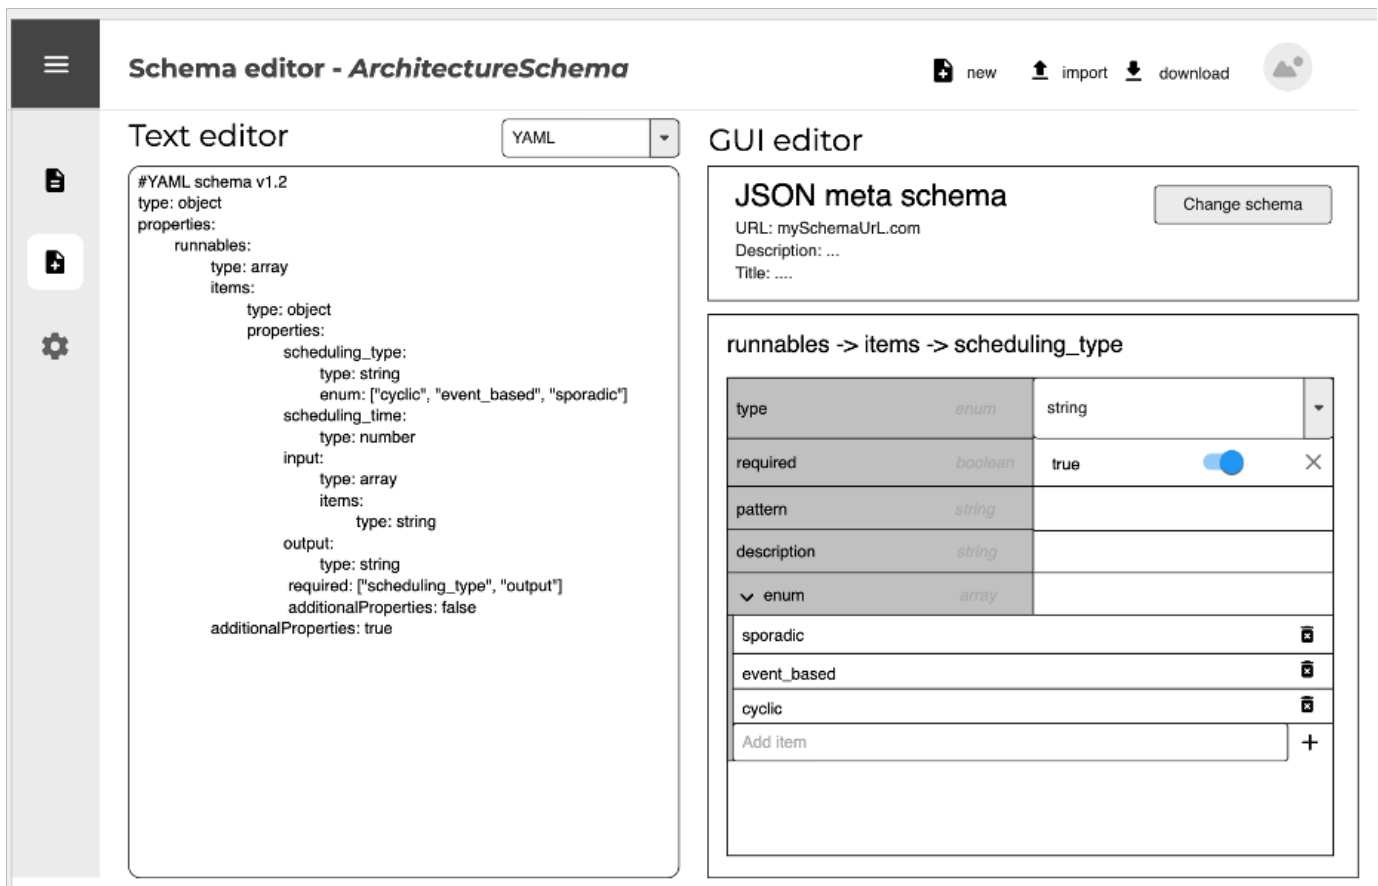 Schema editor - ArchitectureSchema
new
import
download
Text editor
YAML
#YAML schema v1.2
type: object
properties:
runnables:
type: array
items:
type: object
properties:
scheduling_type:
type: string
enum: ["cyclic", "event_based", "sporadic"]
scheduling_time:
type: number
input:
type: array
items:
type: string
output:
type: string
required: ["scheduling_type", "output"]
additionalProperties: false
additionalProperties: true
GUI editor
JSON meta schema
Change schema
URL: mySchemaUrL.com
Description: ...
Title: ....
runnables -> items -> scheduling_type
type enum string
required boolean true
pattern string
description string
enum array
sporadic
event_based
cyclic
Add item